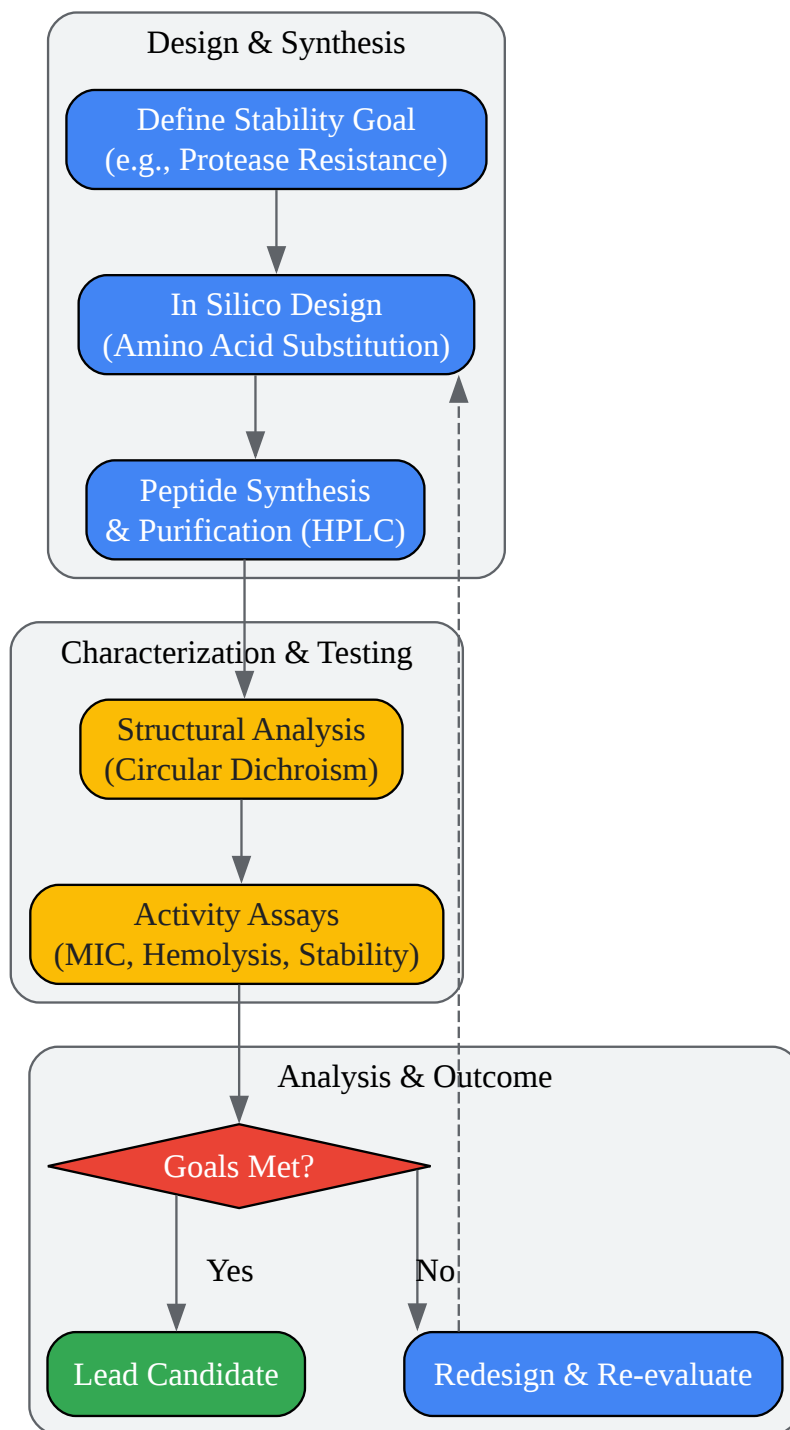 Design & Synthesis
Define Stability Goal
(e.g., Protease Resistance)
In Silico Design
(Amino Acid Substitution)
Peptide Synthesis
& Purification (HPLC)
Characterization & Testing
Structural Analysis
(Circular Dichroism)
Activity Assays
(MIC, Hemolysis, Stability)
Analysis & Outcome
Goals Met?
Yes
No
Lead Candidate
Redesign & Re-evaluate